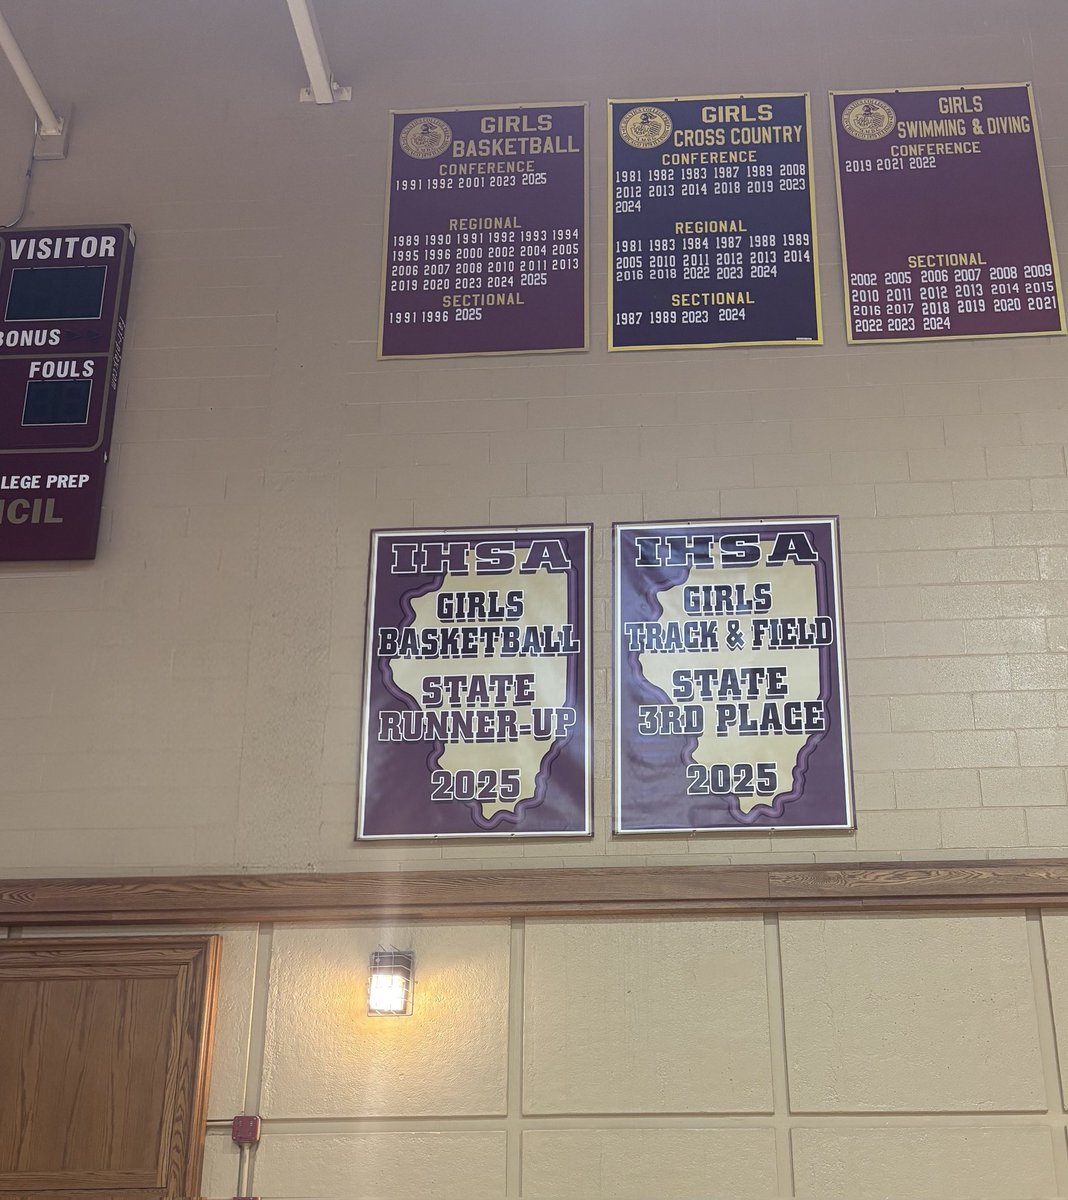 VISITOR
BONUS
FOULS
LEGE PREP
CIL
GIRLS
BASKETBALL
CONFERENCE
1991 1992 2001 2023 2025
REGIONAL
1989 1990 1991 1992 1993 1994
1995 1996 2000 2002 2004 2005
2006 2007 2008 2010 2011 2013
2019 2020 2023 2024 2025
SECTIONAL
1991 1996 2025
GIRLS
CROSS COUNTRY
CONFERENCE
1981 1982 1983 1987 1989 2008
2012 2013 2014 2018 2019 2023
2024
REGIONAL
1981 1983 1984 1987 1988 1989
2005 2010 2011 2012 2013 2014
2016 2018 2022 2023 2024
SECTIONAL
1987 1989 2023 2024
GIRLS
SWIMMING & DIVING
CONFERENCE
2019 2021 2022
SECTIONAL
2002 2005 2006 2007 2008 2009
2010 2011 2012 2013 2014 2015
2016 2017 2018 2019 2020 2021
2022 2023 2024
IHSA
GIRLS
BASKETBALL
STATE
RUNNER-UP
2025
IHSA
GIRLS
TRACK & FIELD
STATE
3RD PLACE
2025